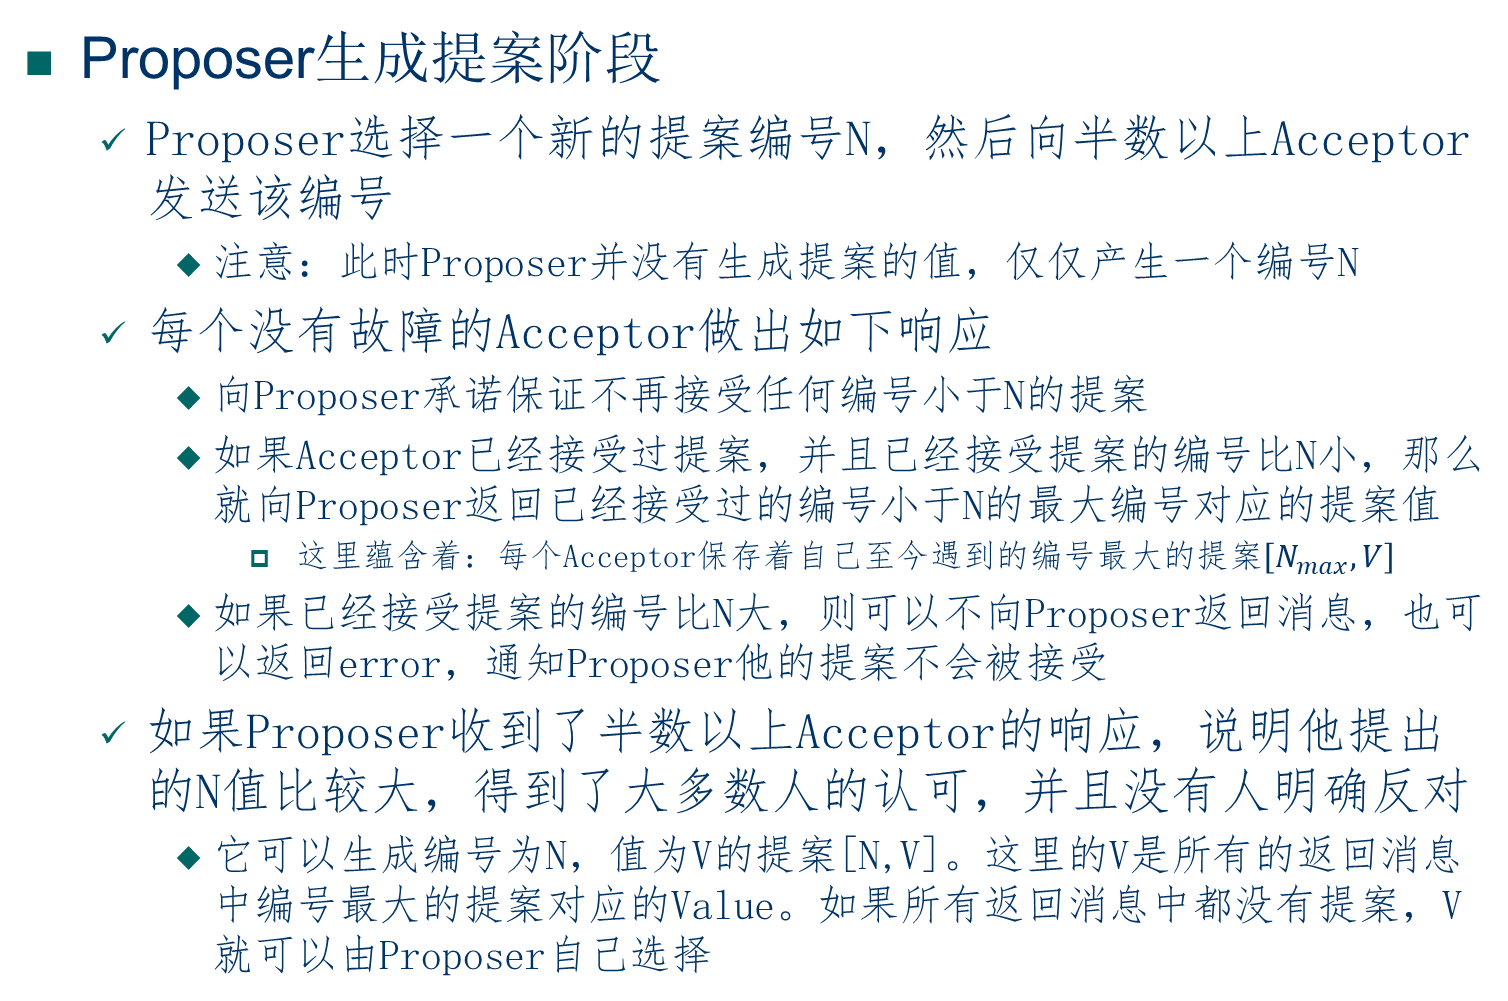 Proposer生成提案阶段
Proposer选择一个新的提案编号N，然后向半数以上Acceptor
发送该编号
注意：此时Proposer并没有生成提案的值，仅仅产生一个编号N
每个没有故障的Acceptor做出如下响应
向Proposer承诺保证不再接受任何编号小于N的提案
如果Acceptor已经接受过提案，并且已经接受提案的编号比N小，那么
就向Proposer返回已经接受过的编号小于N的最大编号对应的提案值
这里蕴含着：每个Acceptor保存着自己至今遇到的编号最大的提案[N_{max},V]
如果已经接受提案的编号比N大，则可以不向Proposer返回消息，也可
以返回error，通知Proposer他的提案不会被接受
如果Proposer收到了半数以上Acceptor的响应，说明他提出
的N值比较大，得到了大多数人的认可，并且没有人明确反对
它可以生成编号为N，值为V的提案[N,V]。这里的V是所有的返回消息
中编号最大的提案对应的Value。如果所有返回消息中都没有提案，V
就可以由Proposer自己选择